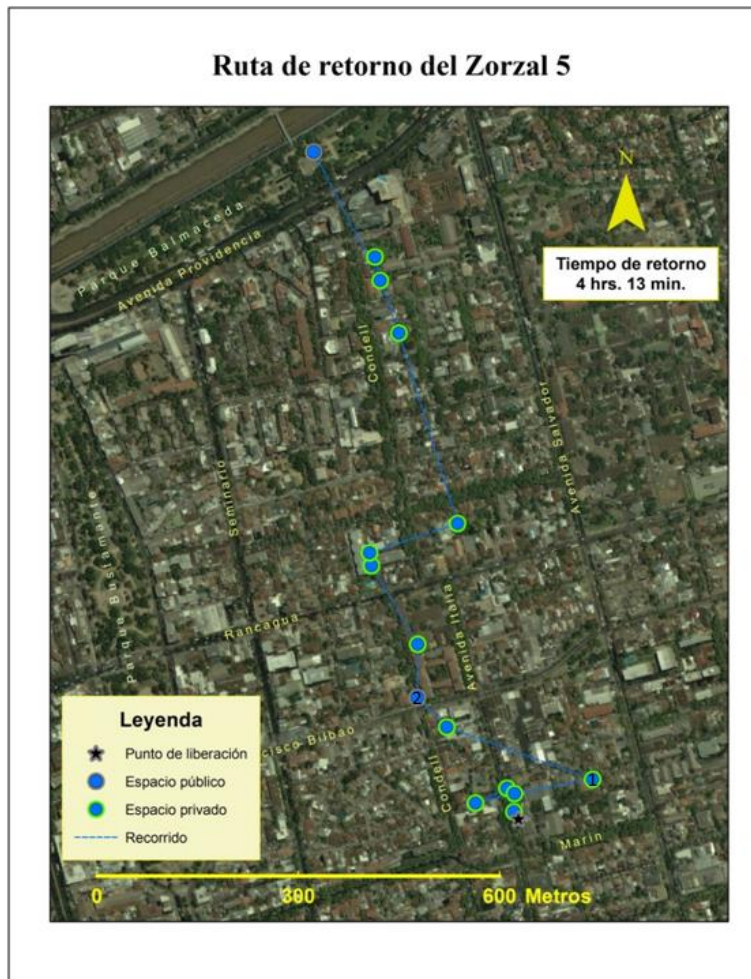 Ruta de retorno del Zorzal 5
N
Tiempo de retorno
4 hrs. 13 min.
Parque Balmaceda
Avenida Providencia
Condell
Avenida Salvador
Seminario
Parque Bustamante
Rancagua
Avenida Italia
2
cisco Bilbao
1
Condell
Marín
Leyenda
Punto de liberación
Espacio público
Espacio privado
Recorrido
0 300 600 Metros